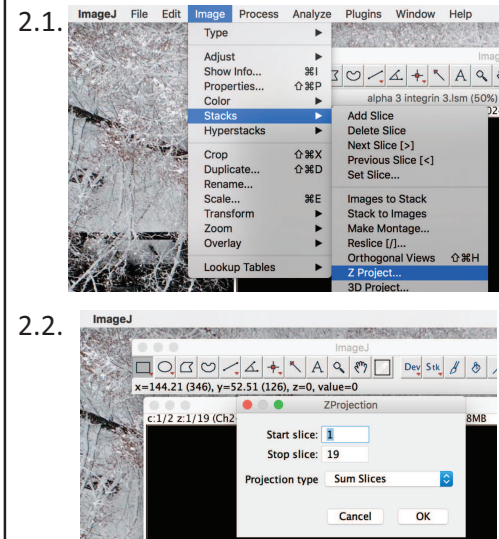 2.1.
ImageJ File Edit Image Process Analyze Plugins Window Help
Type
Adjust
Show Info... ⌘I
Properties... ⇧⌘P
Color
Stacks
Hyperstacks
Crop ⇧⌘X
Duplicate... ⇧⌘D
Rename...
Scale... ⌘E
Transform
Zoom
Overlay
Lookup Tables
alpha 3 integrin 3.lsm (50%)
Add Slice
Delete Slice
Next Slice [>]
Previous Slice [<]
Set Slice...
Images to Stack
Stack to Images
Make Montage...
Reslice [/]...
Orthogonal Views ⇧⌘H
Z Project...
3D Project...
2.2.
ImageJ
ImageJ
Dev Stk
x=144.21 (346), y=52.51 (126), z=0, value=0
ZProjection
c:1/2 z:1/19 (Ch2- 8MB
Start slice: 1
Stop slice: 19
Projection type Sum Slices
Cancel OK